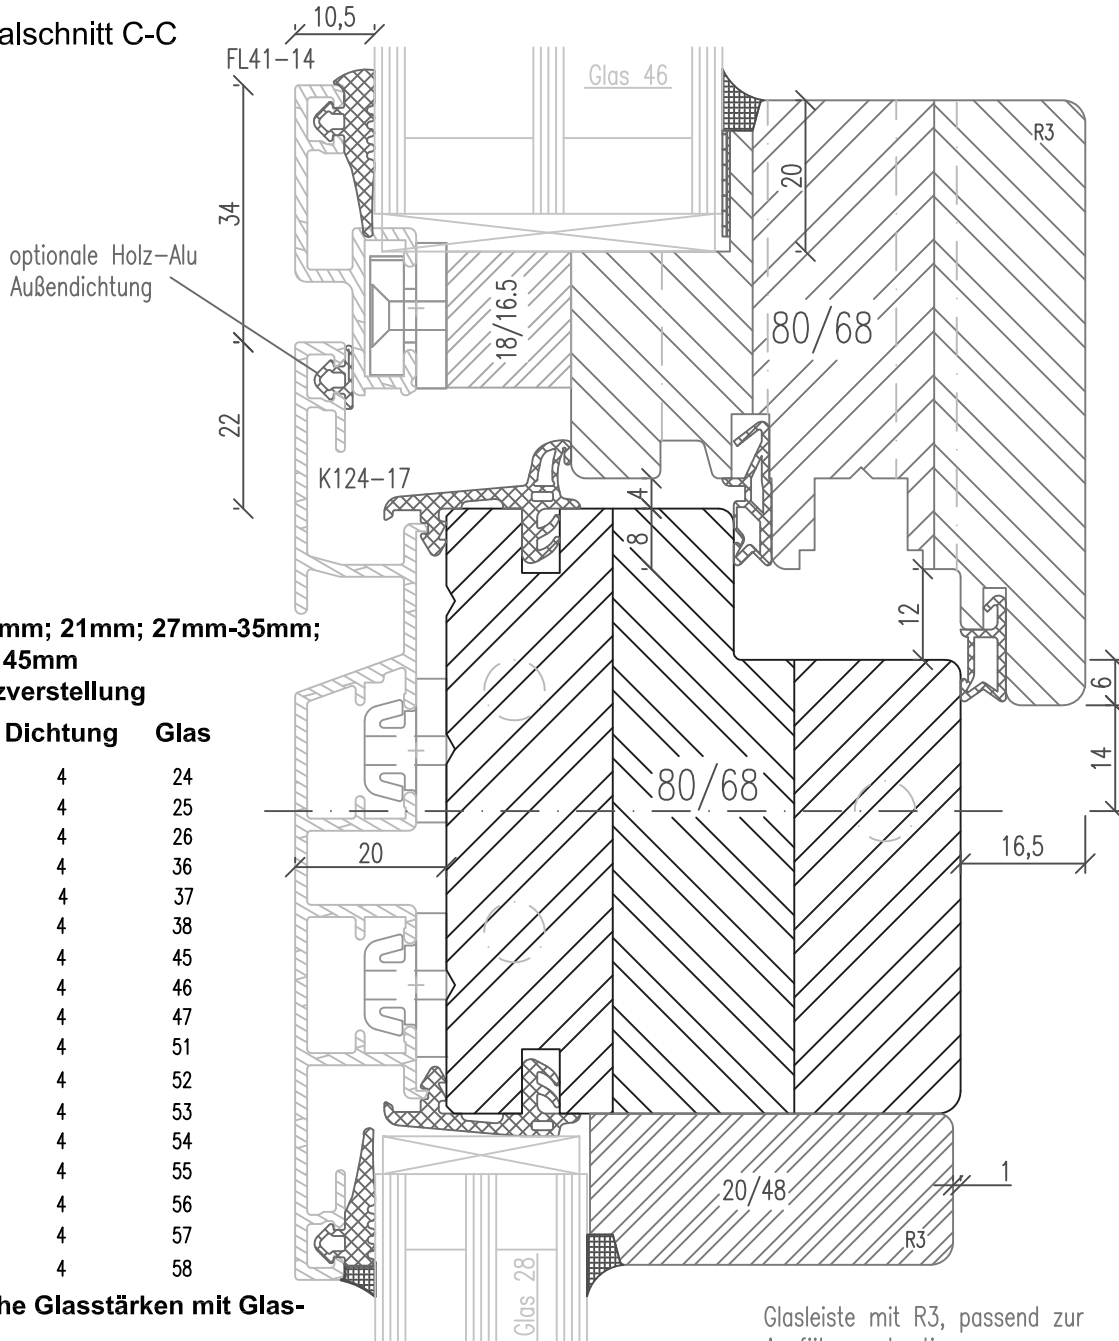 alschnitt C-C
10,5
FL41-14
Glas 46
R3
20
34
optionale Holz-Alu
Außendichtung
18/16.5
80/68
22
K124-17
4
8
12
mm; 21mm; 27mm-35mm;
45mm
zverstellung
6
14
Dichtung Glas
4 24
4 25
4 26
4 36
4 37
4 38
4 45
4 46
4 47
4 51
4 52
4 53
4 54
4 55
4 56
4 57
4 58
80/68
20
16,5
20/48
1
R3
he Glasstärken mit Glas-
Glas 28
Glasleiste mit R3, passend zur